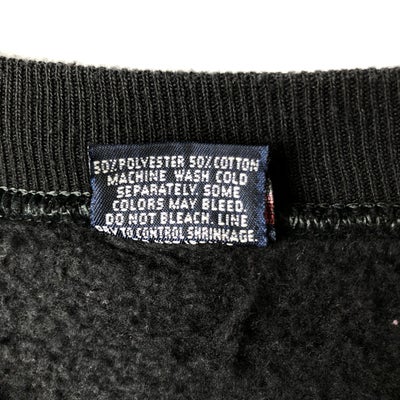 50% POLYESTER 50% COTTON
MACHINE WASH COLD
SEPARATELY. SOME
COLORS MAY BLEED.
DO NOT BLEACH. LINE
DRY TO CONTROL SHRINKAGE.